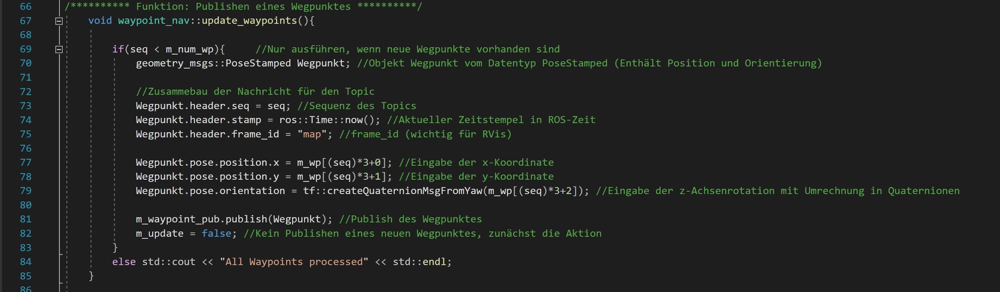 66 /********** Funktion: Publishen eines Wegpunktes **********/
67 void waypoint_nav::update_waypoints(){
68
69 if(seq < m_num_wp){ //Nur ausführen, wenn neue Wegpunkte vorhanden sind
70 geometry_msgs::PoseStamped Wegpunkt; //Objekt Wegpunkt vom Datentyp PoseStamped (Enthält Position und Orientierung)
71
72 //Zusammebau der Nachricht für den Topic
73 Wegpunkt.header.seq = seq; //Sequenz des Topics
74 Wegpunkt.header.stamp = ros::Time::now(); //Aktueller Zeitstempel in ROS-Zeit
75 Wegpunkt.header.frame_id = "map"; //frame_id (wichtig für RVis)
76
77 Wegpunkt.pose.position.x = m_wp[(seq)*3+0]; //Eingabe der x-Koordinate
78 Wegpunkt.pose.position.y = m_wp[(seq)*3+1]; //Eingabe der y-Koordinate
79 Wegpunkt.pose.orientation = tf::createQuaternionMsgFromYaw(m_wp[(seq)*3+2]); //Eingabe der z-Achsenrotation mit Umrechnung in Quaternionen
80
81 m_waypoint_pub.publish(Wegpunkt); //Publish des Wegpunktes
82 m_update = false; //Kein Publishen eines neuen Wegpunktes, zunächst die Aktion
83 }
84 else std::cout << "All Waypoints processed" << std::endl;
85 }
86